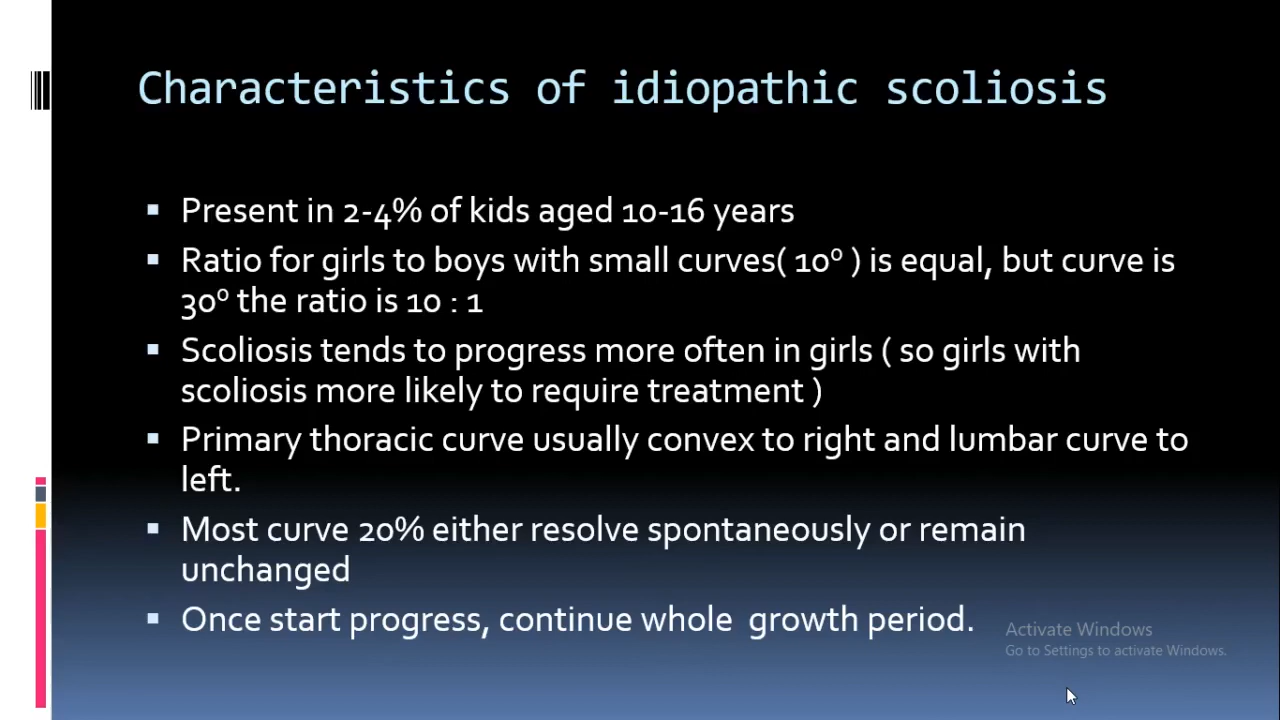 Characteristics of idiopathic scoliosis
▪ Present in 2-4% of kids aged 10-16 years
▪ Ratio for girls to boys with small curves( 10⁰ ) is equal, but curve is
30⁰ the ratio is 10 : 1
▪ Scoliosis tends to progress more often in girls ( so girls with
scoliosis more likely to require treatment )
▪ Primary thoracic curve usually convex to right and lumbar curve to
left.
▪ Most curve 20% either resolve spontaneously or remain
unchanged
▪ Once start progress, continue whole  growth period.
Activate Windows
Go to Settings to activate Windows.